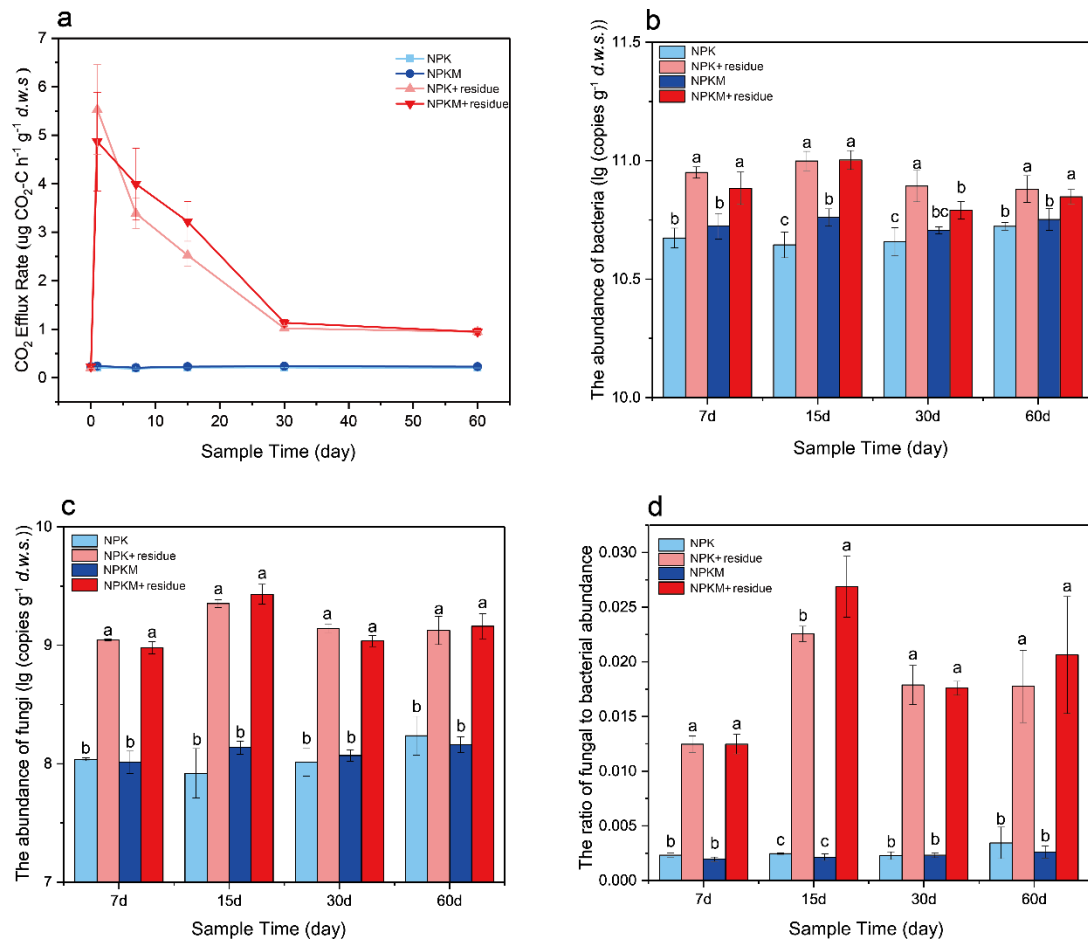 a
CO2 Efflux Rate (ug CO2-C h-1 g-1 d.w.s )
7
6
5
4
3
2
1
0
NPK
NPKM
NPK+residue
NPKM+residue
0 10 20 30 40 50 60
Sample Time (day)
b
The abundance of bacteria (lg (copies g-1 d.w.s.))
11.5
11.0
10.5
10.0
NPK
NPK+residue
NPKM
NPKM+residue
b a b a
c a c a
c a bc b
b a b a
7d 15d 30d 60d
Sample Time (day)
c
The abundance of fungi (lg (copies g-1 d.w.s.))
10
9
8
7
NPK
NPK+residue
NPKM
NPKM+residue
b a b a
b a b a
b a b a
b a b a
7d 15d 30d 60d
Sample Time (day)
d
The ratio of fungal to bacterial abundance
0.030
0.025
0.020
0.015
0.010
0.005
0.000
NPK
NPK+residue
NPKM
NPKM+residue
b a b a
c b c a
b a b a
b a b a
7d 15d 30d 60d
Sample Time (day)